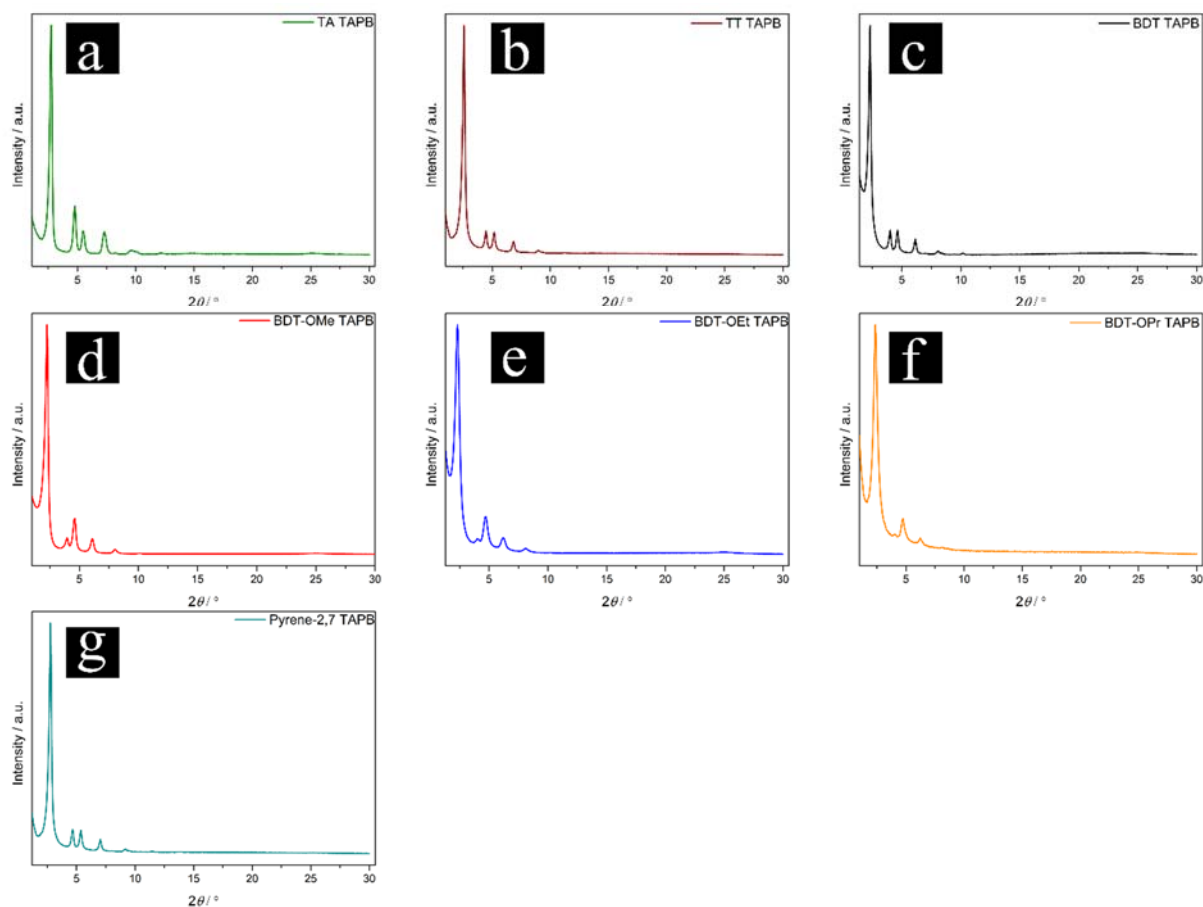 a
TA TAPB
Intensity / a.u.
5 10 15 20 25 30
2θ / °
b
TT TAPB
Intensity / a.u.
5 10 15 20 25 30
2θ / °
c
BDT TAPB
Intensity / a.u.
5 10 15 20 25 30
2θ / °
d
BDT-OMe TAPB
Intensity / a.u.
5 10 15 20 25 30
2θ / °
e
BDT-OEt TAPB
Intensity / a.u.
5 10 15 20 25 30
2θ / °
f
BDT-OPr TAPB
Intensity / a.u.
5 10 15 20 25 30
2θ / °
g
Pyrene-2,7 TAPB
Intensity / a.u.
5 10 15 20 25 30
2θ / °